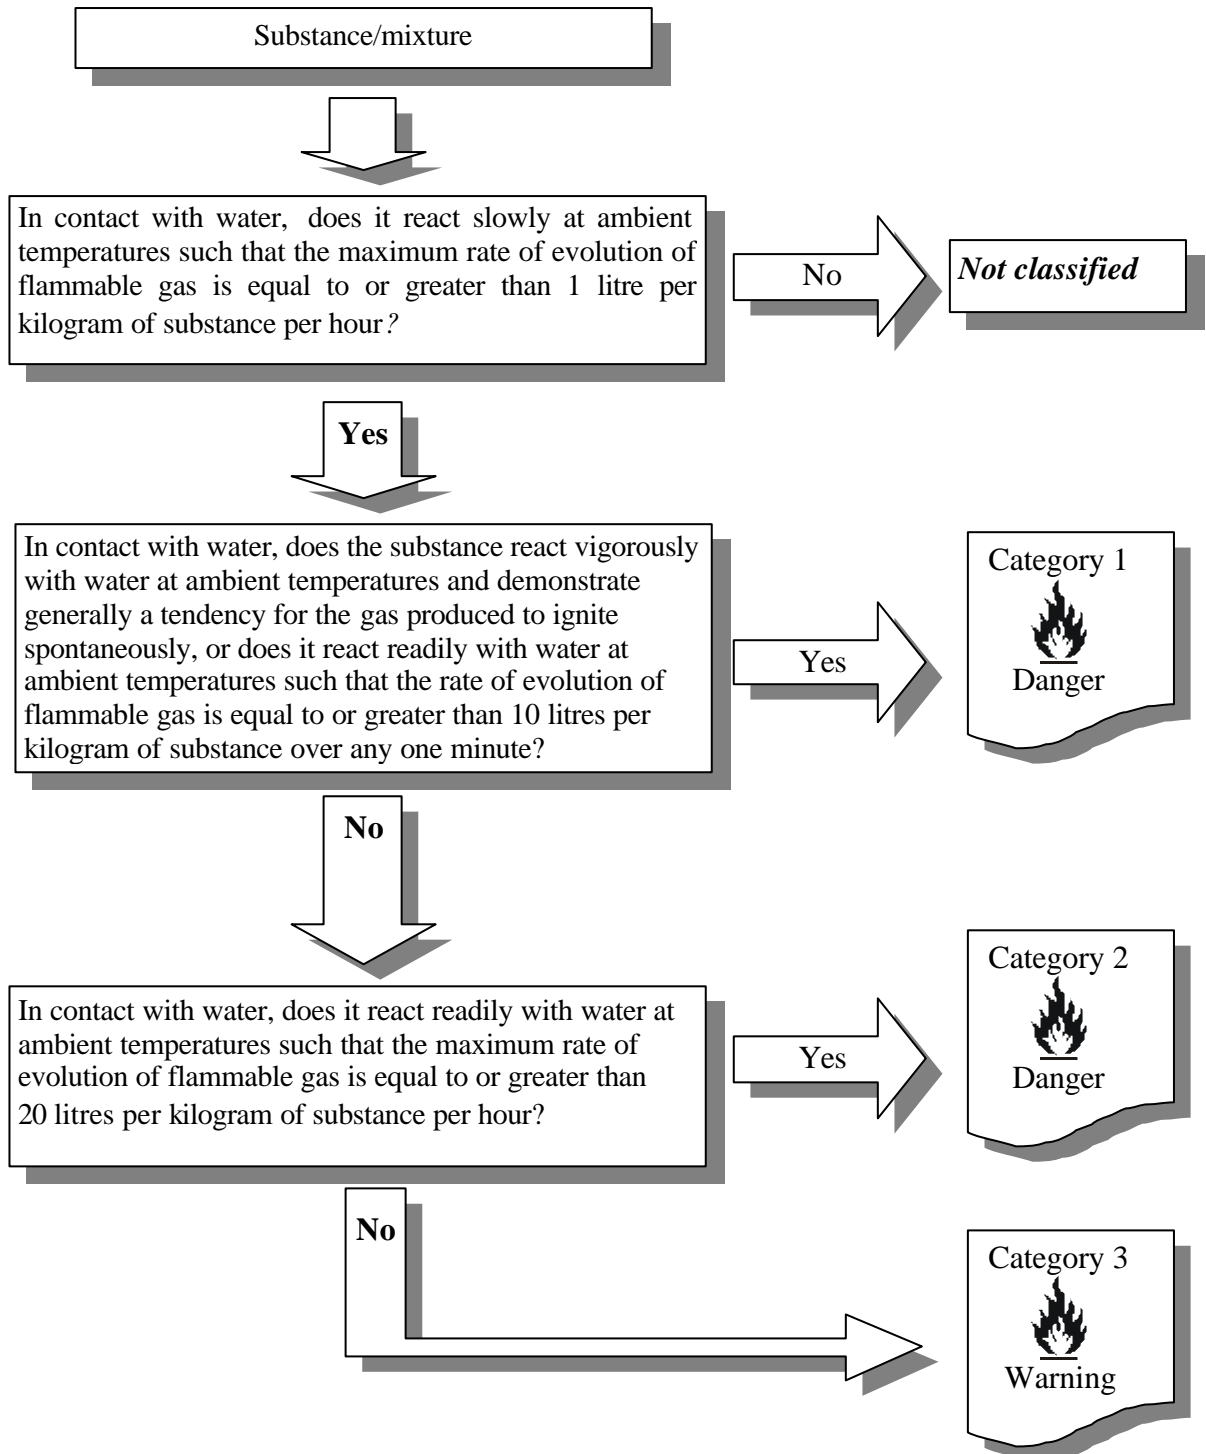 Substance/mixture
In contact with water, does it react slowly at ambient
temperatures such that the maximum rate of evolution of
flammable gas is equal to or greater than 1 litre per
kilogram of substance per hour?
No
Not classified
Yes
In contact with water, does the substance react vigorously
with water at ambient temperatures and demonstrate
generally a tendency for the gas produced to ignite
spontaneously, or does it react readily with water at
ambient temperatures such that the rate of evolution of
flammable gas is equal to or greater than 10 litres per
kilogram of substance over any one minute?
Yes
Category 1
Danger
No
In contact with water, does it react readily with water at
ambient temperatures such that the maximum rate of
evolution of flammable gas is equal to or greater than
20 litres per kilogram of substance per hour?
Yes
Category 2
Danger
No
Category 3
Warning